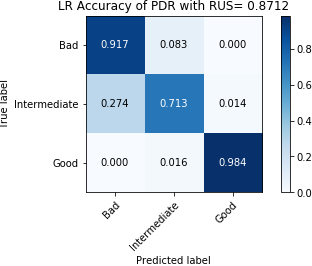 LR Accuracy of PDR with RUS= 0.8712
True label
Bad
Intermediate
Good
0.917 0.083 0.000
0.274 0.713 0.014
0.000 0.016 0.984
Bad
Intermediate
Good
Predicted label
0.8
0.6
0.4
0.2
0.0